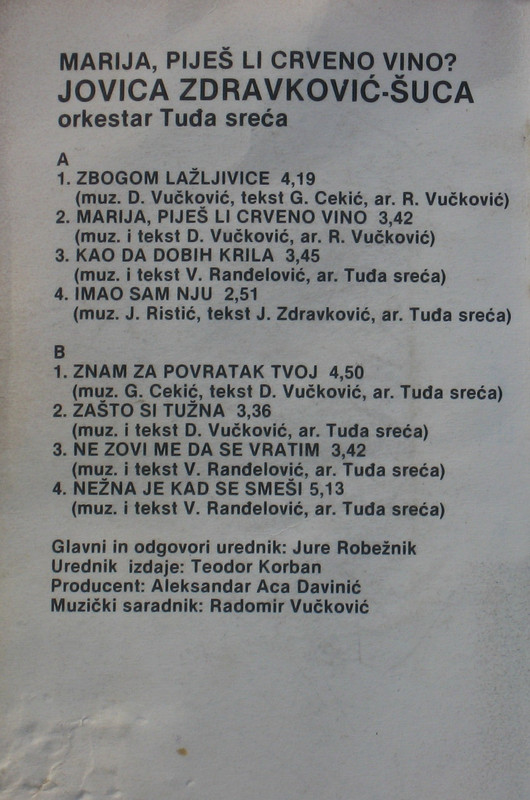 MARIJA, PIJEŠ LI CRVENO VINO?
JOVICA ZDRAVKOVIĆ-ŠUCA
orkestar Tuđa sreća
A
1. ZBOGOM LAŽLJIVICE 4,19
(muz. D. Vučković, tekst G. Cekić, ar. R. Vučković)
2. MARIJA, PIJEŠ LI CRVENO VINO 3,42
(muz. i tekst D. Vučković, ar. R. Vučković)
3. KAO DA DOBIH KRILA 3,45
(muz. i tekst V. Ranđelović, ar. Tuđa sreća)
4. IMAO SAM NJU 2,51
(muz. J. Ristić, tekst J. Zdravković, ar. Tuđa sreća)
B
1. ZNAM ZA POVRATAK TVOJ 4,50
(muz. G. Cekić, tekst D. Vučković, ar. Tuđa sreća)
2. ZAŠTO SI TUŽNA 3,36
(muz. i tekst D. Vučković, ar. Tuđa sreća)
3. NE ZOVI ME DA SE VRATIM 3,42
(muz. i tekst V. Ranđelović, ar. Tuđa sreća)
4. NEŽNA JE KAD SE SMEŠI 5,13
(muz. i tekst V. Ranđelović, ar. Tuđa sreća)
Glavni in odgovori urednik: Jure Robežnik
Urednik izdaje: Teodor Korban
Producent: Aleksandar Aca Davinić
Muzički saradnik: Radomir Vučković